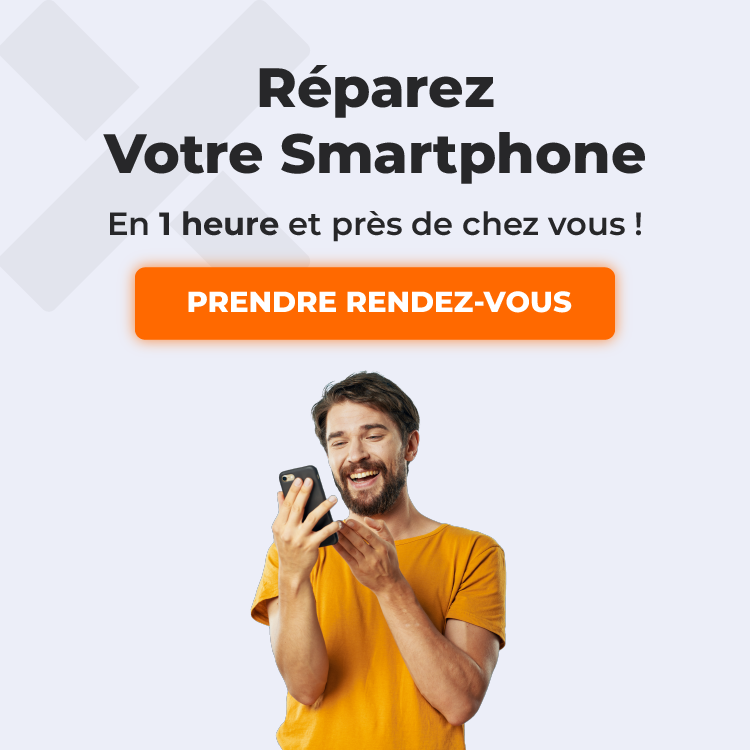 Réparez
Votre Smartphone
En 1 heure et près de chez vous !
PRENDRE RENDEZ-VOUS